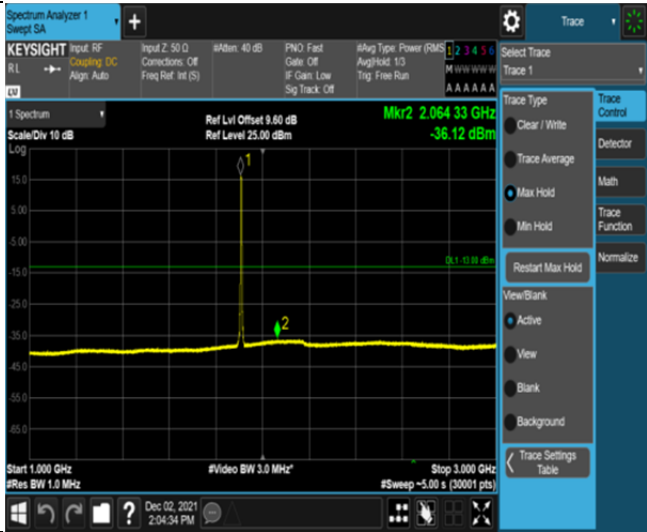 Spectrum Analyzer 1
Swept SA
+
Trace
KEYSIGHT
RL
Input: RF
Coupling: DC
Align: Auto
Input Z: 50 Ω
Corrections: Off
Freq Ref: Int (S)
#Atten: 40 dB
PNO: Fast
Gate: Off
IF Gain: Low
Sig Track: Off
#Avg Type: Power (RMS
Avg|Hold: 1/3
Trig: Free Run
1 2 3 4 5 6
M W W W W W
A A A A A A
LV
Select Trace
Trace 1
1 Spectrum
Scale/Div 10 dB
Log
Ref Lvl Offset 9.60 dB
Ref Level 25.00 dBm
Mkr2 2.064 33 GHz
-36.12 dBm
15.0
5.00
-5.00
-15.0
-25.0
-35.0
-45.0
-55.0
-65.0
1
2
DL1 -13.00 dBm
Start 1.000 GHz
#Res BW 1.0 MHz
#Video BW 3.0 MHz*
Stop 3.000 GHz
#Sweep ~5.00 s (30001 pts)
Trace Type
Clear / Write
Trace Average
Max Hold
Min Hold
Restart Max Hold
View/Blank
Active
View
Blank
Background
Trace Settings
Table
Trace
Control
Detector
Math
Trace
Function
Normalize
?
Dec 02, 2021
2:04:34 PM